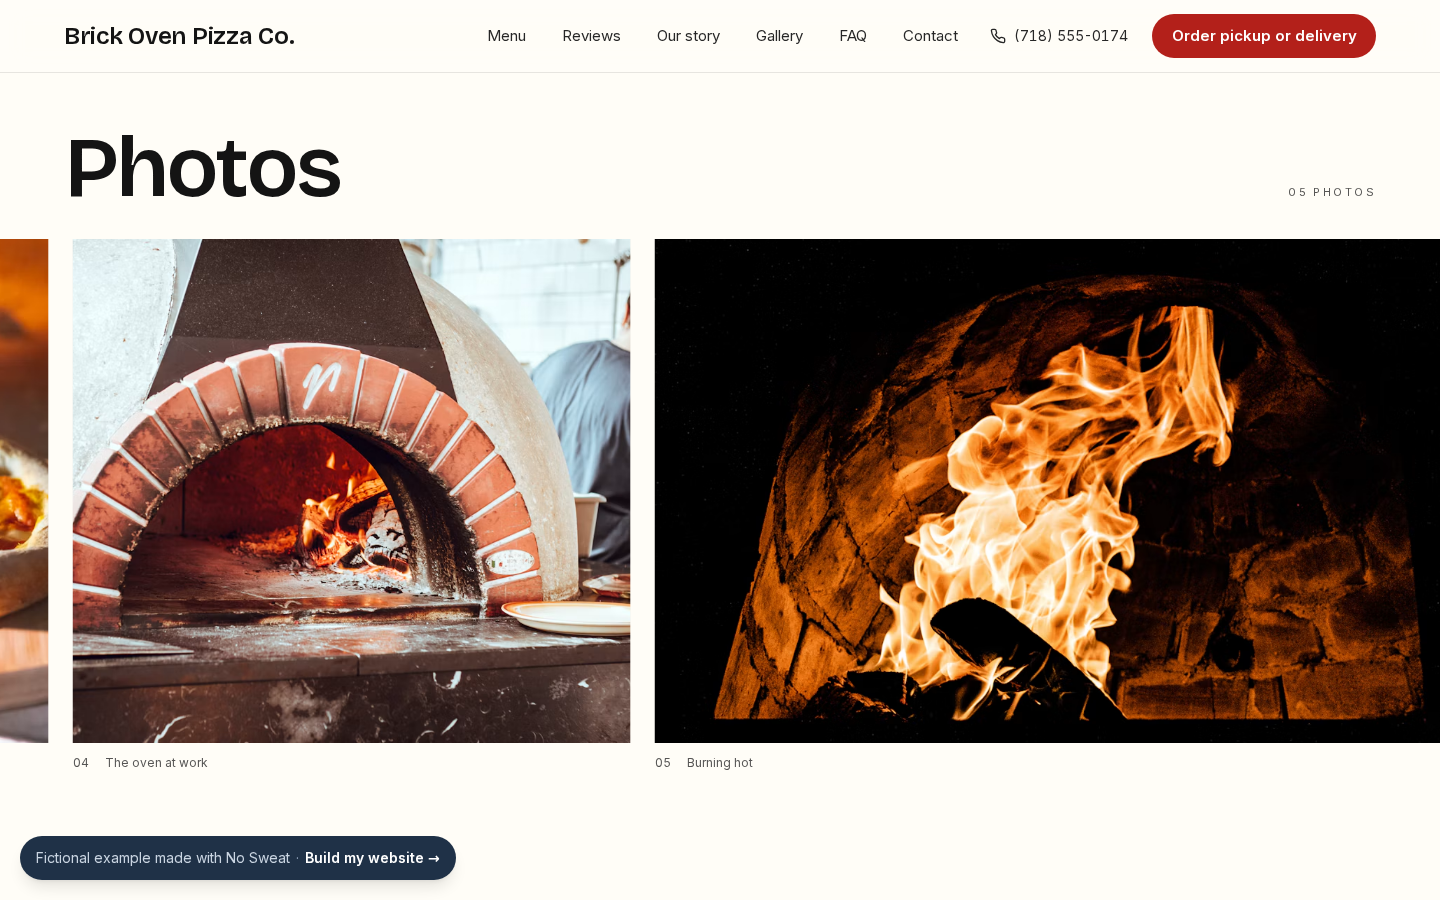 Brick Oven Pizza Co.
Menu
Reviews
Our story
Gallery
FAQ
Contact
(718) 555-0174
Order pickup or delivery
Photos
05 PHOTOS
n
04 The oven at work
05 Burning hot
Fictional example made with No Sweat · Build my website →